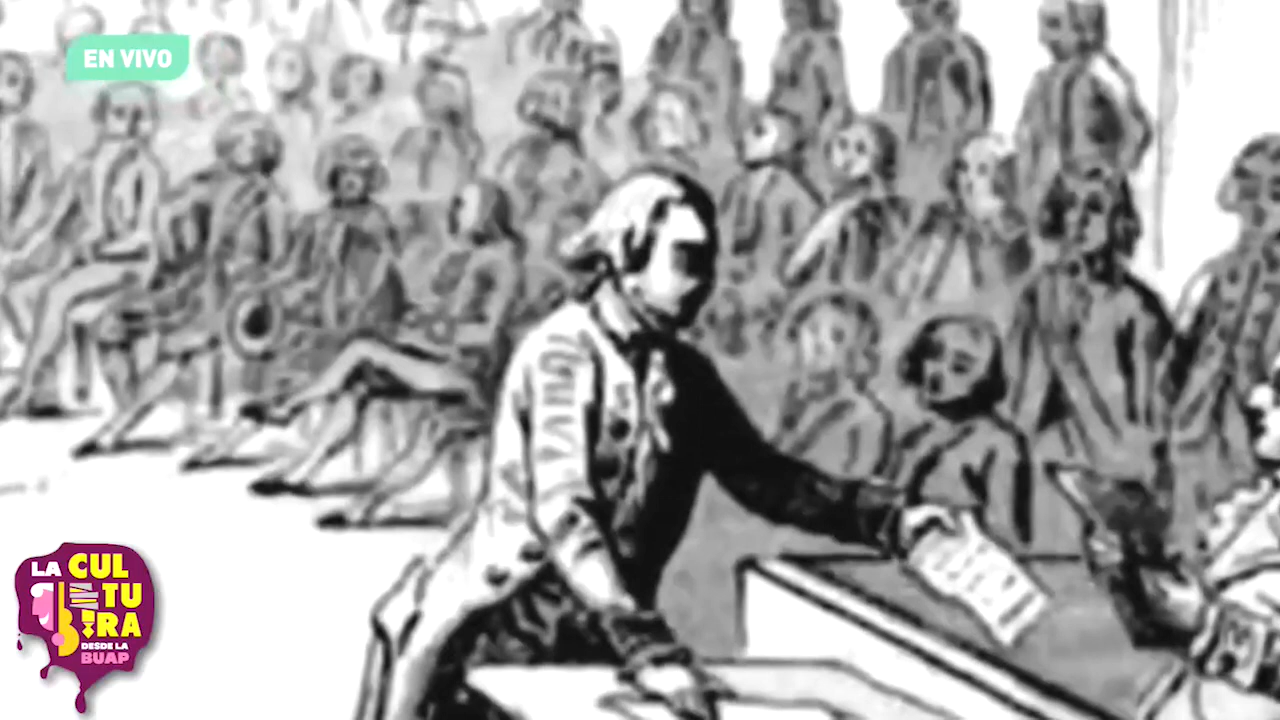 EN VIVO
LA CUL
TU
RA
DESDE LA
BUAP